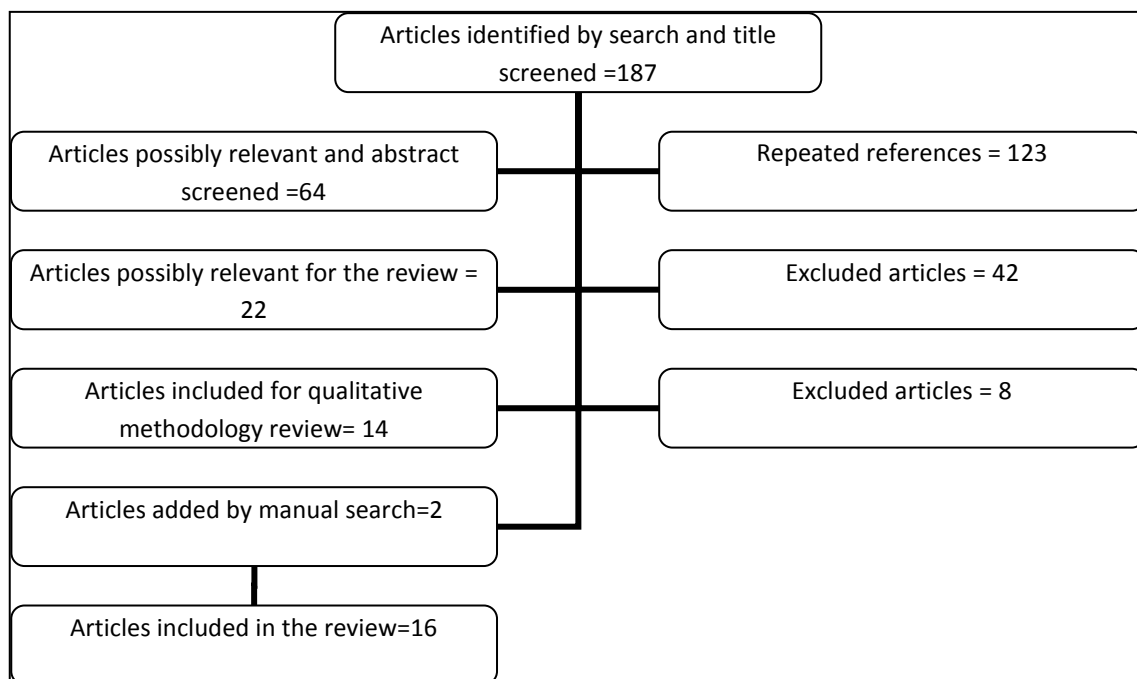 Articles identified by search and title
screened =187
Articles possibly relevant and abstract
screened =64
Repeated references = 123
Articles possibly relevant for the review =
22
Excluded articles = 42
Articles included for qualitative
methodology review= 14
Excluded articles = 8
Articles added by manual search=2
Articles included in the review=16